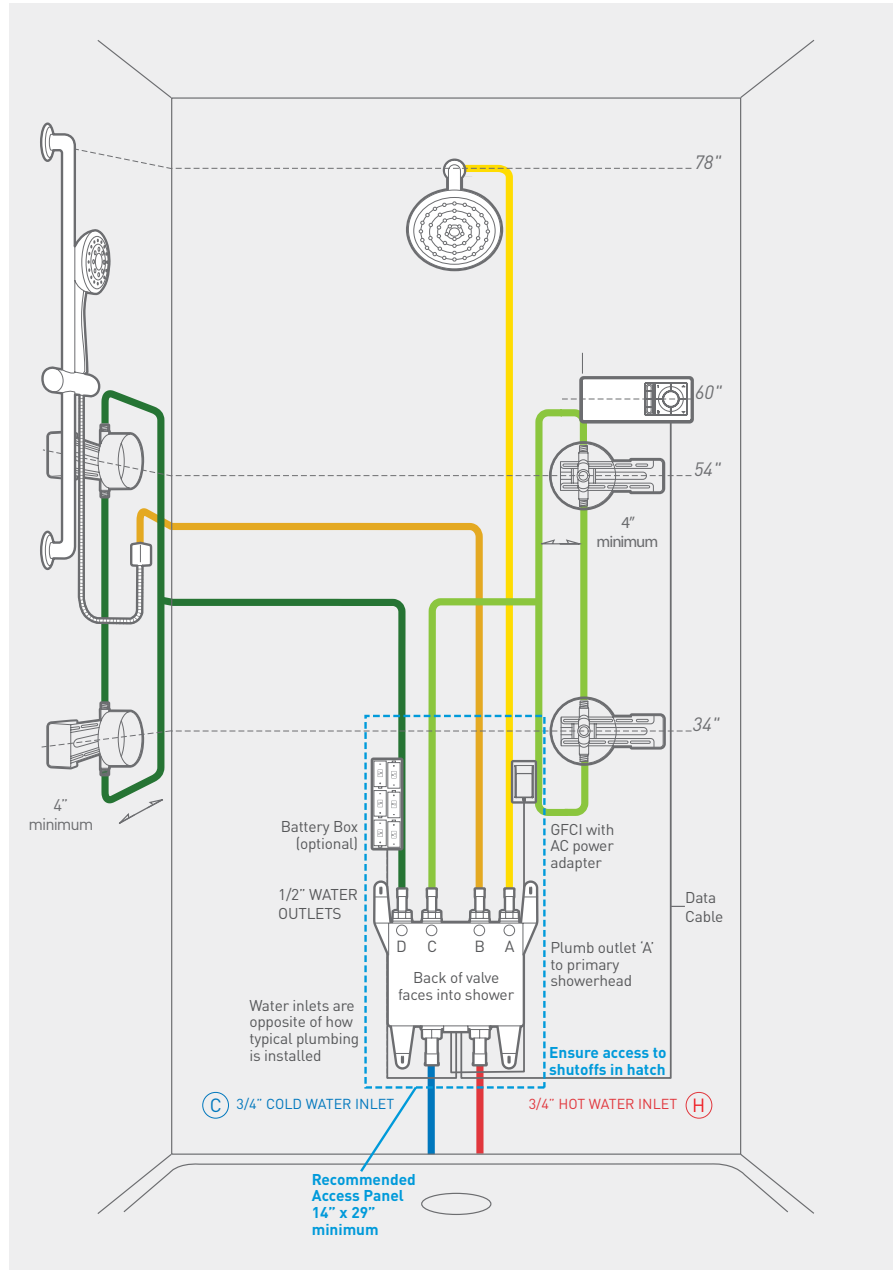 78"
60"
54"
4"
minimum
34"
4"
minimum
Battery Box
(optional)
GFCI with
AC power
adapter
1/2" WATER
OUTLETS
Data
Cable
D C B A
Plumb outlet 'A'
to primary
showerhead
Back of valve
faces into shower
Water inlets are
opposite of how
typical plumbing
is installed
Ensure access to
shutoffs in hatch
C 3/4" COLD WATER INLET
3/4" HOT WATER INLET H
Recommended
Access Panel
14" x 29"
minimum